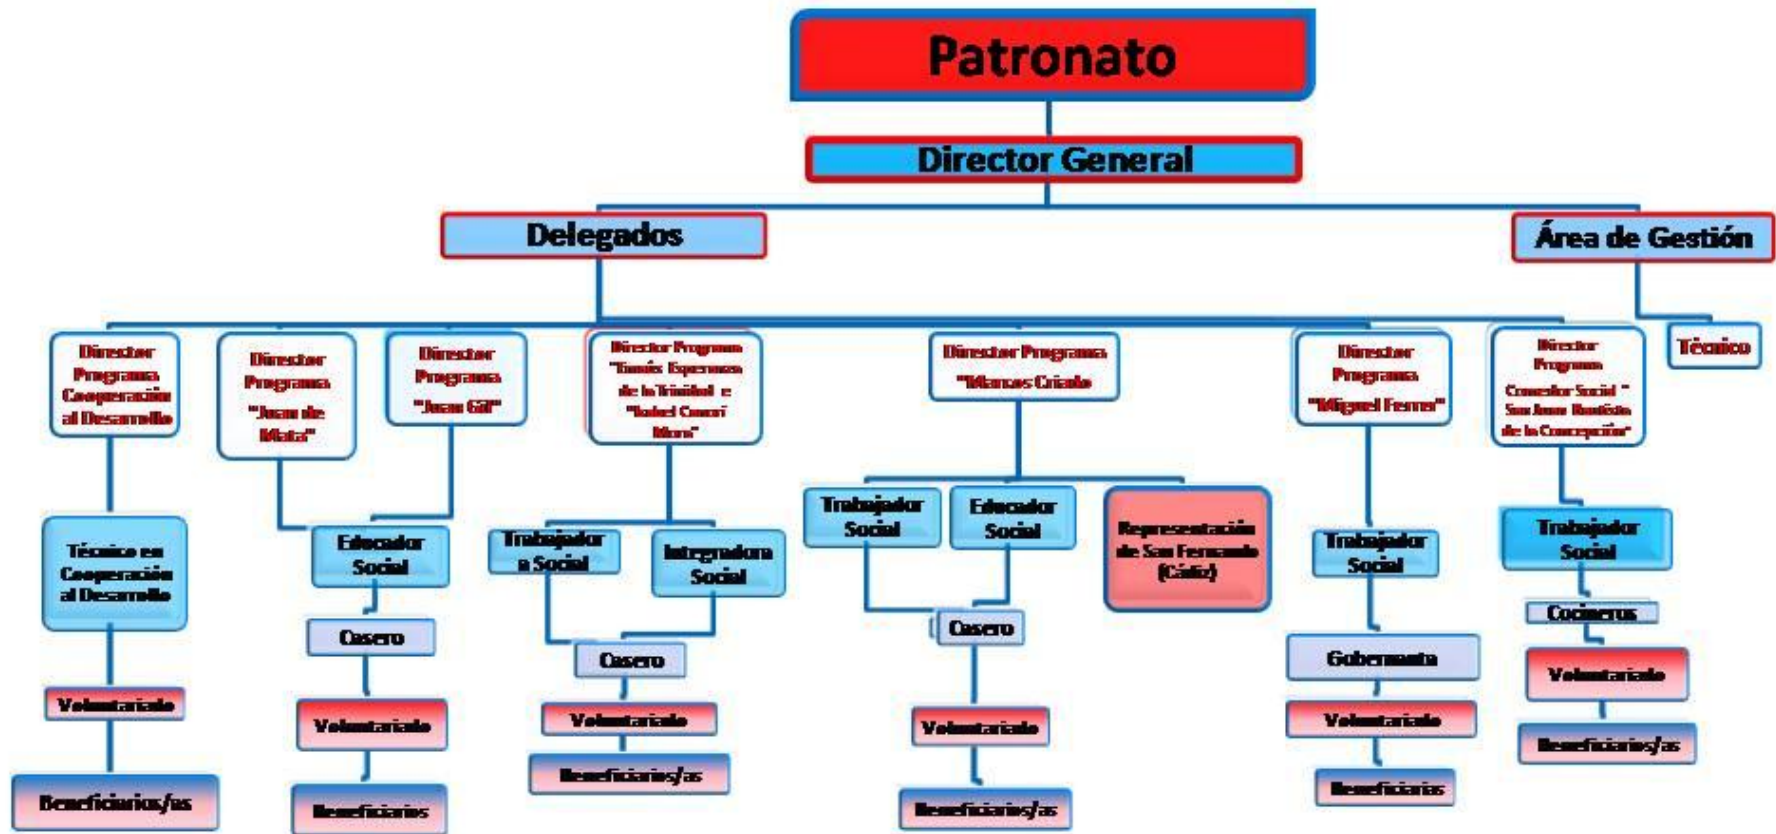 Patronato
Director General
Delegados
Área de Gestión
Director
Programa
Cooperación
al Desarrollo
Director
Programa
"Juan de
Mata"
Director
Programa
"Juan Gil"
Director Programa
"Tomás Esperanza
de la Trinidad e
"Isabel Canori
Mora"
Director Programa
"Marcos Criado
Director
Programa
"Miguel Ferrer"
Director
Programa
Comedor Social "
San Juan Bautista
de la Concepción"
Técnico
Técnico en
Cooperación
al Desarrollo
Educador
Social
Trabajador
a Social
Integradora
Social
Trabajador
Social
Educador
Social
Representación
de San Fernando
(Cádiz)
Trabajador
Social
Trabajador
Social
Casero
Casero
Casero
Gobernanta
Cocineros
Voluntariado
Voluntariado
Voluntariado
Voluntariado
Voluntariado
Voluntariado
Beneficiarios/as
Beneficiarios
Beneficiarios/as
Beneficiarios/as
Beneficiarias
Beneficiarios/as